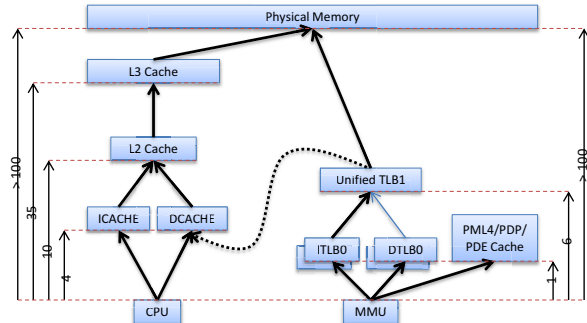 Physical Memory
L3 Cache
L2 Cache
Unified TLB1
ICACHE
DCACHE
ITLB0
DTLB0
PML4/PDP/
PDE Cache
CPU
MMU
>100
35
10
4
1
6
>100